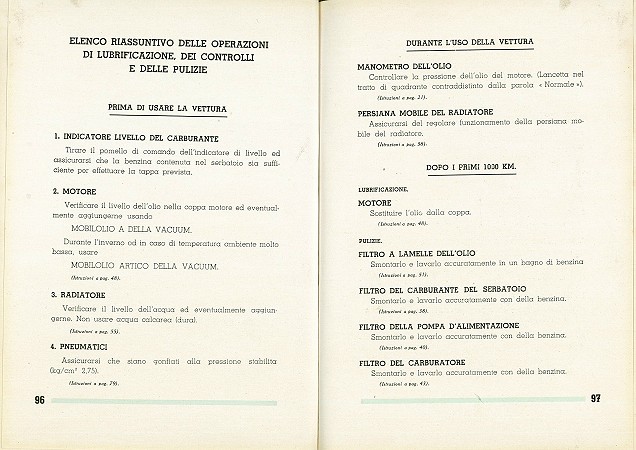 ELENCO RIASSUNTIVO DELLE OPERAZIONI
DI LUBRIFICAZIONE, DEI CONTROLLI
E DELLE PULIZIE
PRIMA DI USARE LA VETTURA
1. INDICATORE LIVELLO DEL CARBURANTE
Tirare il pomello di comando dell'indicatore di livello ed
assicurarsi che la benzina contenuta nel serbatoio sia suffi-
ciente per effettuare la tappa prevista.
2. MOTORE
Verificare il livello dell'olio nella coppa motore ed eventual-
mente aggiungerne usando
MOBILOLIO A DELLA VACUUM.
Durante l'inverno od in caso di temperatura ambiente molto
bassa, usare
MOBILOLIO ARTICO DELLA VACUUM.
(Istruzioni a pag. 48).
3. RADIATORE
Verificare il livello dell'acqua ed eventualmente aggiun-
gerne. Non usare acqua calcarea (dura).
(Istruzioni a pag. 55).
4. PNEUMATICI
Assicurarsi che siano gonfiati alla pressione stabilita
(kg/cm² 2,75).
(Istruzioni a pag. 79).
96
DURANTE L'USO DELLA VETTURA
MANOMETRO DELL'OLIO
Controllare la pressione dell'olio del motore. (Lancetta nel
tratto di quadrante contraddistinto dalla parola « Normale »).
(Istruzioni a pag. 21).
PERSIANA MOBILE DEL RADIATORE
Assicurarsi del regolare funzionamento della persiana mo-
bile del radiatore.
(Istruzioni a pag. 56).
DOPO I PRIMI 1000 KM.
LUBRIFICAZIONE.
MOTORE
Sostituire l'olio dalla coppa.
(Istruzioni a pag. 48).
PULIZIE.
FILTRO A LAMELLE DELL'OLIO
Smontarlo e lavarlo accuratamente in un bagno di benzina
(Istruzioni a pag. 51).
FILTRO DEL CARBURANTE DEL SERBATOIO
Smontarlo e lavarlo accuratamente con della benzina.
(Istruzioni a pag. 38).
FILTRO DELLA POMPA D'ALIMENTAZIONE
Smontarlo e lavarlo accuratamente con della benzina.
(Istruzioni a pag. 40).
FILTRO DEL CARBURATORE
Smontarlo e lavarlo accuratamente con della benzina.
(Istruzioni a pag. 43).
97